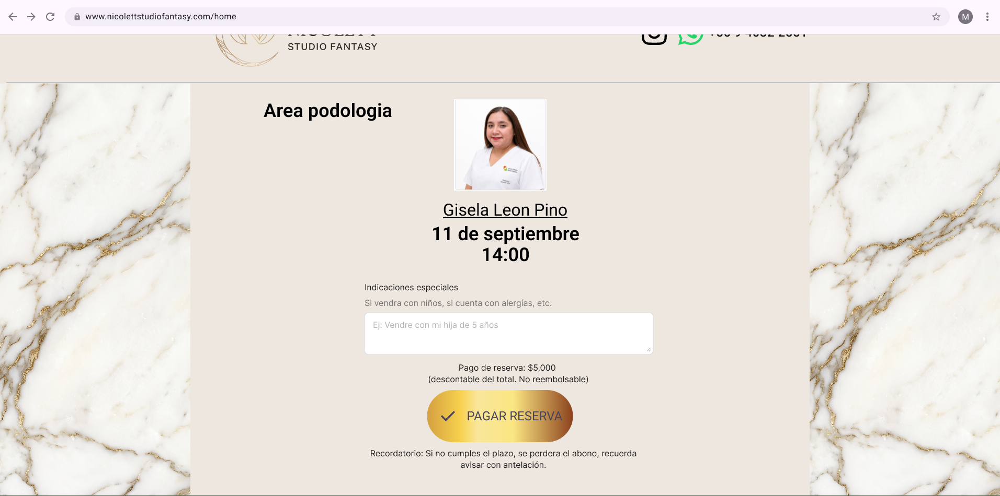 www.nicolettstudiofantasy.com/home
M
STUDIO FANTASY
Area podologia
Gisela Leon Pino
11 de septiembre
14:00
Indicaciones especiales
Si vendra con niños, si cuenta con alergías, etc.
Ej: Vendre con mi hija de 5 años
Pago de reserva: $5,000
(descontable del total. No reembolsable)
PAGAR RESERVA
Recordatorio: Si no cumples el plazo, se perdera el abono, recuerda
avisar con antelación.